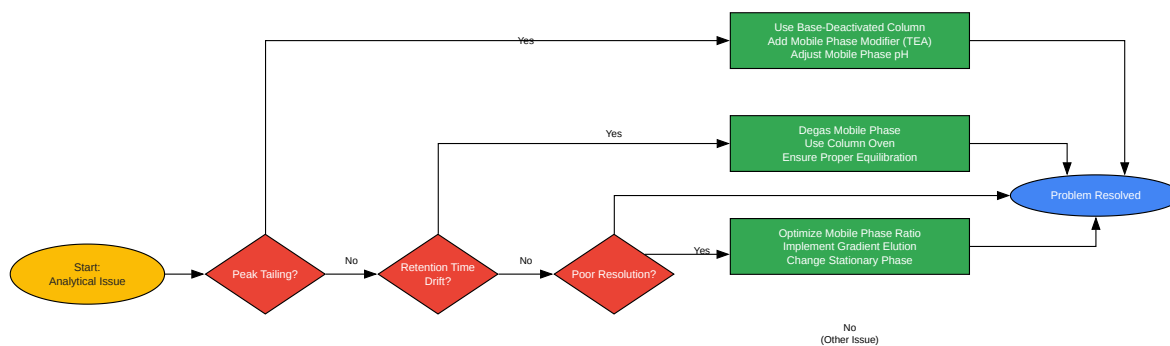 Use Base-Deactivated Column
Add Mobile Phase Modifier (TEA)
Adjust Mobile Phase pH
Yes
Degas Mobile Phase
Use Column Oven
Ensure Proper Equilibration
Yes
Problem Resolved
Optimize Mobile Phase Ratio
Implement Gradient Elution
Change Stationary Phase
Yes
Start:
Analytical Issue
Peak Tailing?
No
Retention Time
Drift?
No
Poor Resolution?
No
(Other Issue)